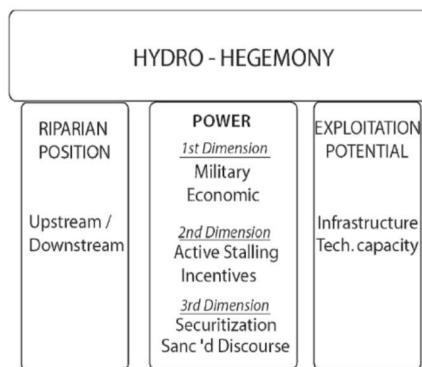 HYDRO - HEGEMONY
RIPARIAN
POSITION
Upstream /
Downstream
POWER
1st Dimension
Military
Economic
2nd Dimension
Active Stalling
Incentives
3rd Dimension
Securitization
Sanc 'd Discourse
EXPLOITATION
POTENTIAL
Infrastructure
Tech. capacity